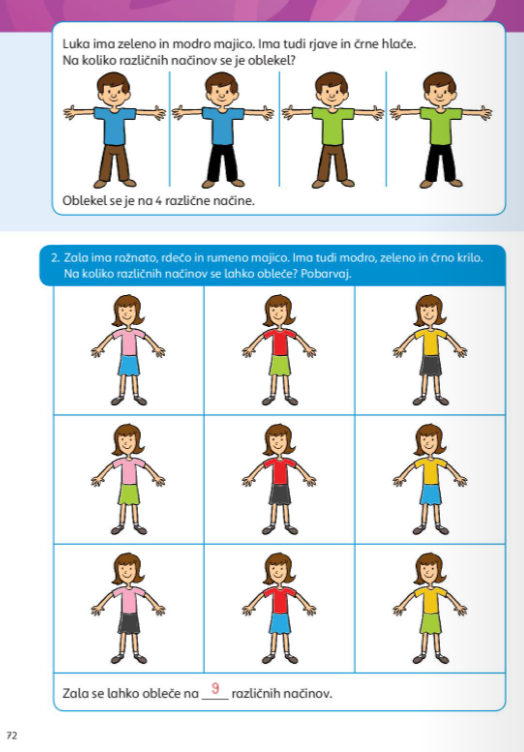 Luka ima zeleno in modro majico. Ima tudi rjave in črne hlače.
Na koliko različnih načinov se je oblekel?
Oblekel se je na 4 različne načine.
2. Zala ima rožnato, rdečo in rumeno majico. Ima tudi modro, zeleno in črno krilo.
Na koliko različnih načinov se lahko obleče? Pobarvaj.
Zala se lahko obleče na 9 različnih načinov.
72